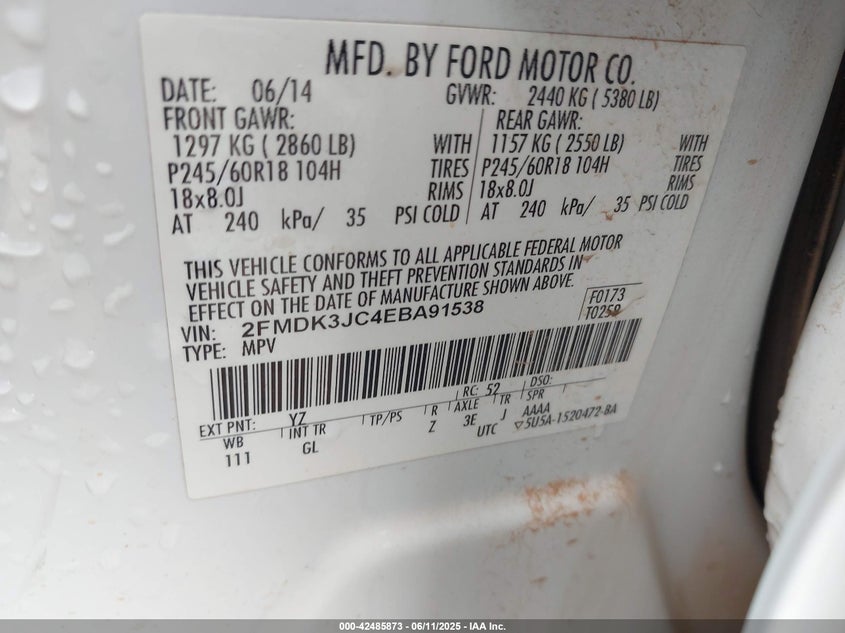 MFD. BY FORD MOTOR CO.
DATE: 06/14 GVWR: 2440 KG ( 5380 LB)
FRONT GAWR: REAR GAWR:
1297 KG ( 2860 LB) WITH 1157 KG ( 2550 LB) WITH
P245/60R18 104H TIRES P245/60R18 104H TIRES
18x8.0J RIMS 18x8.0J RIMS
AT 240 kPa/ 35 PSI COLD AT 240 kPa/ 35 PSI COLD
THIS VEHICLE CONFORMS TO ALL APPLICABLE FEDERAL MOTOR
VEHICLE SAFETY AND THEFT PREVENTION STANDARDS IN
EFFECT ON THE DATE OF MANUFACTURE SHOWN ABOVE.
VIN: 2FMDK3JC4EBA91538 F0173
TYPE: MPV T0258
EXT PNT: YZ RC: 52 DSO:
WB INT TR TP/PS R AXLE TR SPR
111 GL Z 3E J AAAA
UTC ▽5U5A-1520472-BA
000-42485873 - 06/11/2025 - IAA Inc.